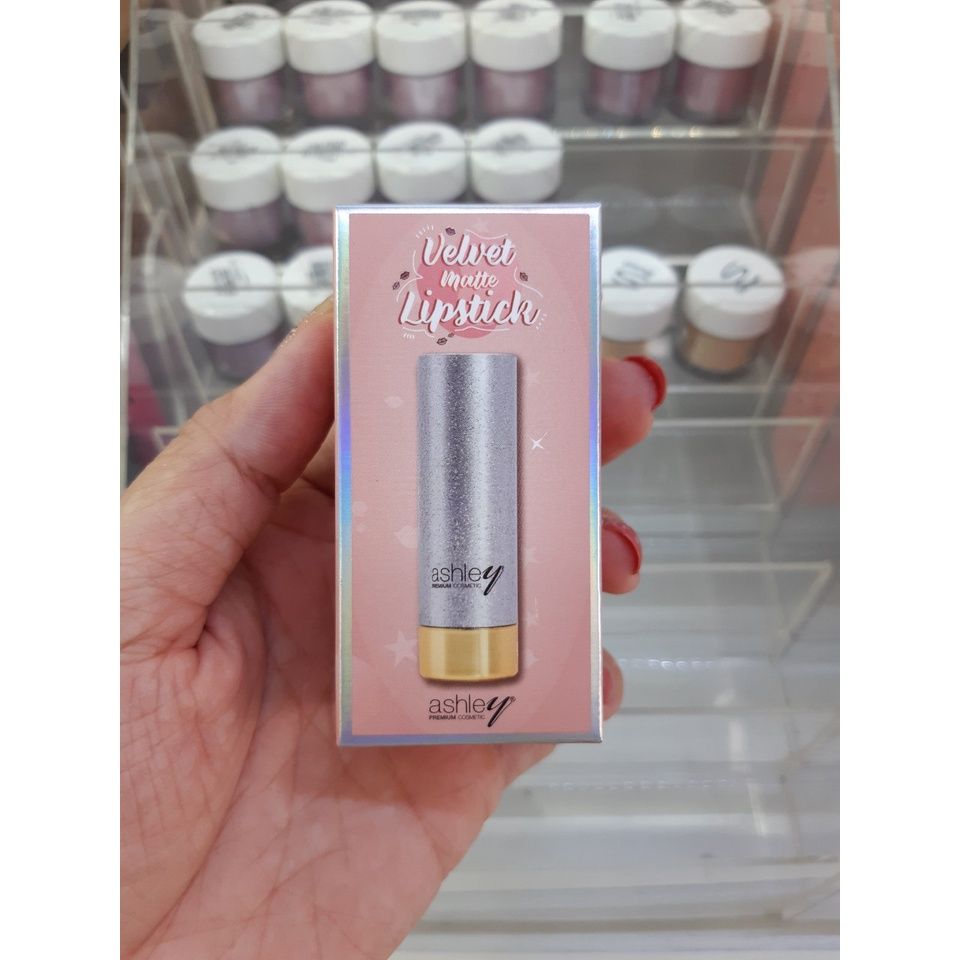 Velvet
Matte
Lipstick
ashley
PREMIUM COSMETIC
ashley®
PREMIUM COSMETIC